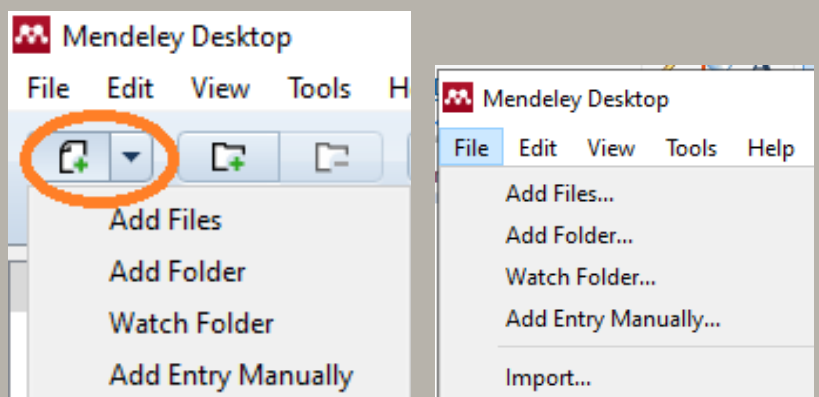 Mendeley Desktop
File Edit View Tools
Add Files
Add Folder
Watch Folder
Add Entry Manually
Mendeley Desktop
File Edit View Tools Help
Add Files...
Add Folder...
Watch Folder...
Add Entry Manually...
Import...